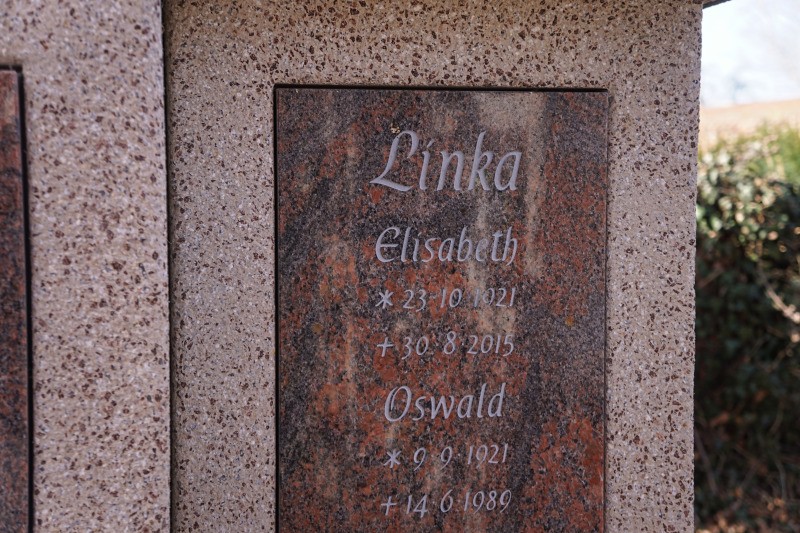 Linka
Elisabeth
* 23·10·1921
+ 30·8·2015
Oswald
* 9·9·1921
+ 14·6·1989